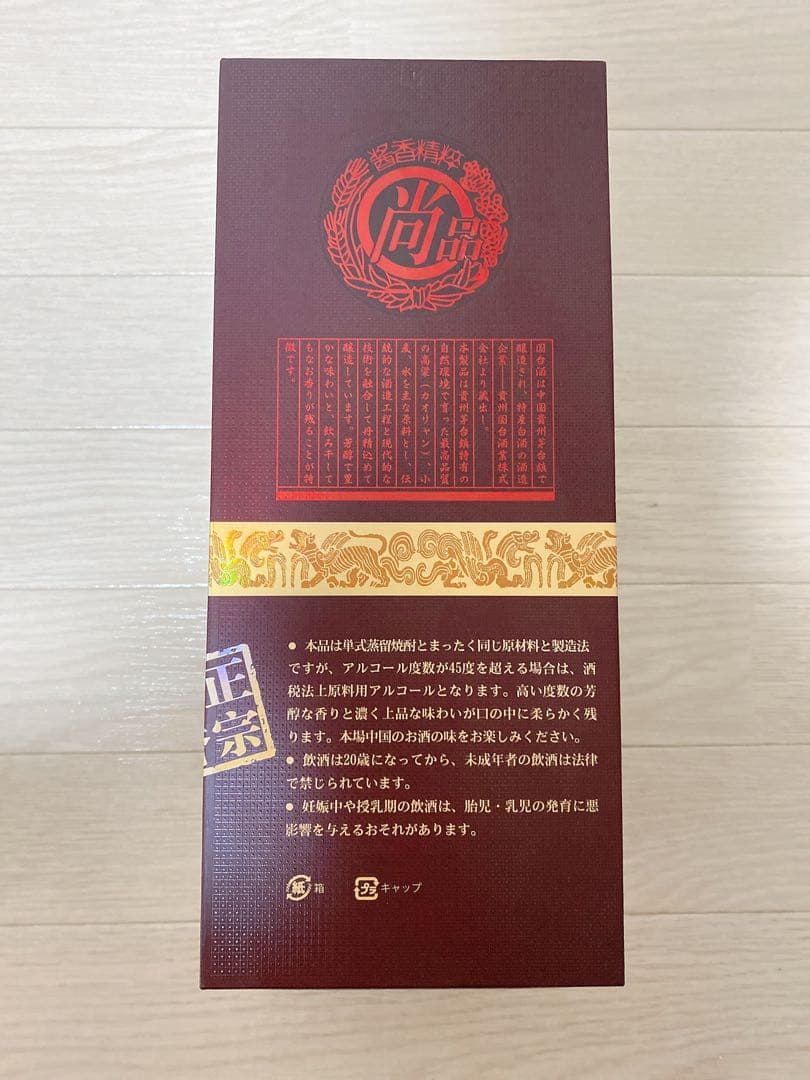 酱香精粹
尚品
国台酒は中国貴州茅台鎮で
醸造され、特産白酒の酒造
企業——貴州国台酒業株式
会社より蔵出し。
本製品は貴州茅台鎮特有の
自然環境で育った最高品質
の高粱(カオリャン)、小
麦、水を主な原料とし、伝
統的な酒造工程と現代的な
技術を融合して丹精込めて
醸造しています。芳醇で豊
かな味わいと、飲み干して
もなお香りが残ることが特
徴です。
● 本品は単式蒸留焼酎とまったく同じ原材料と製造法
ですが、アルコール度数が45度を超える場合は、酒
税法上原料用アルコールとなります。高い度数の芳
醇な香りと濃く上品な味わいが口の中に柔らかく残
ります。本場中国のお酒の味をお楽しみください。
● 飲酒は20歳になってから、未成年者の飲酒は法律
で禁じられています。
● 妊娠中や授乳期の飲酒は、胎児・乳児の発育に悪
影響を与えるおそれがあります。
正
宗
紙 箱
プラ キャップ